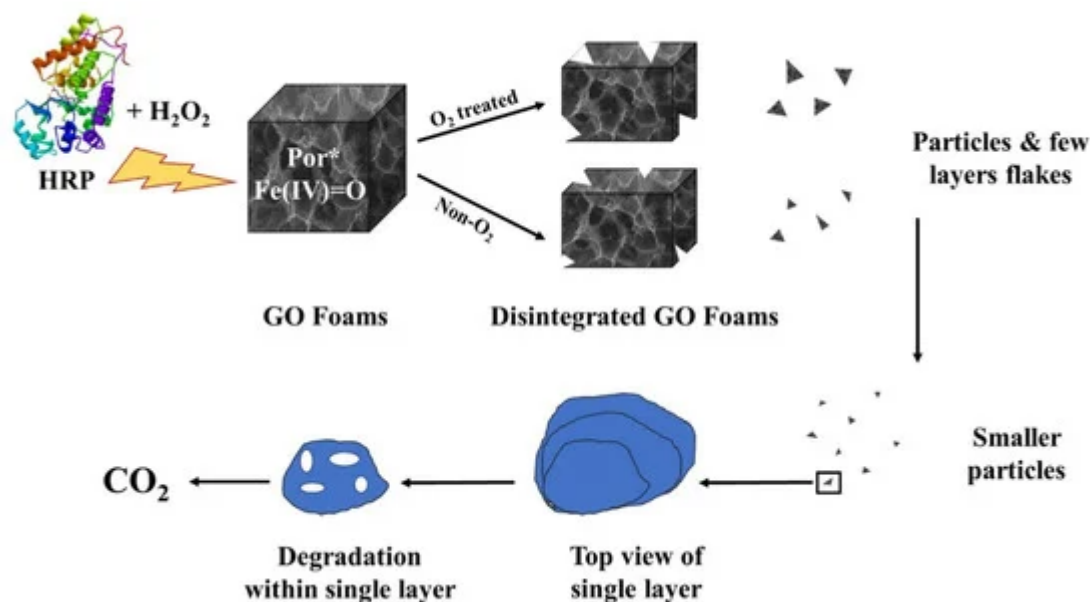 + H₂O₂
HRP
Por*
Fe(IV)=O
O₂ treated
Non-O₂
Particles & few
layers flakes
GO Foams
Disintegrated GO Foams
Smaller
particles
CO₂
Degradation
within single layer
Top view of
single layer